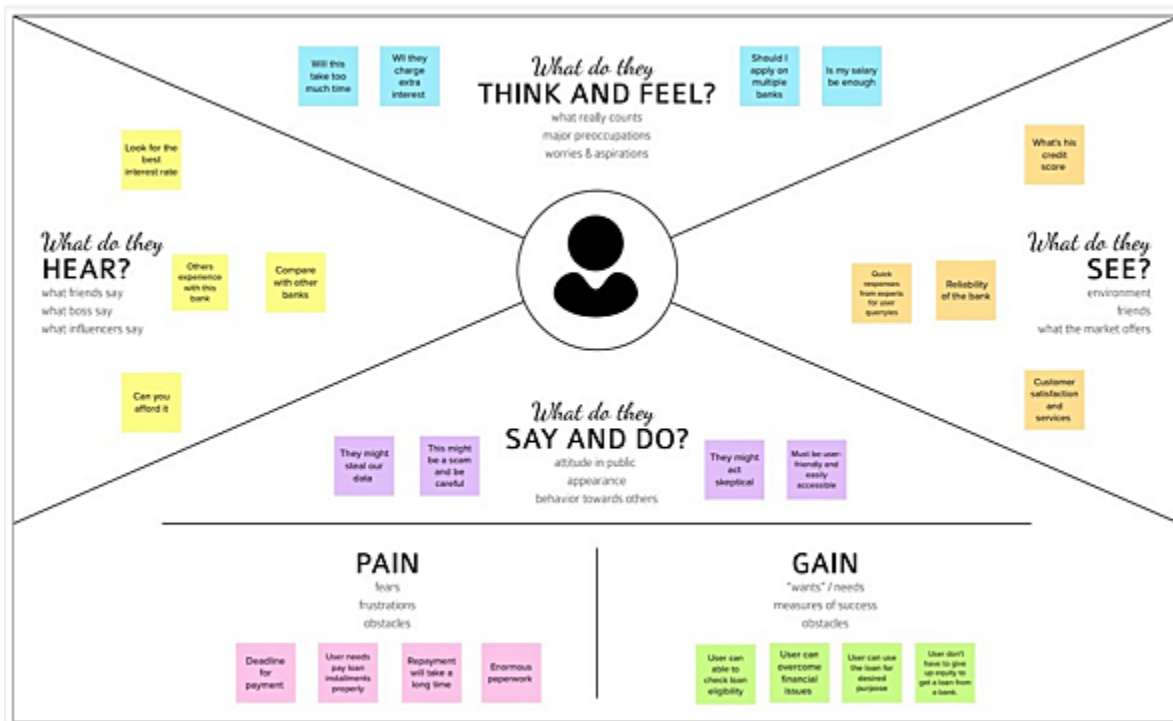 What do they
THINK AND FEEL?
what really counts
major preoccupations
worries & aspirations
Will this
take too
much time
Wil they
charge
extra
interest
Should I
apply on
multiple
banks
Is my salary
be enough
What do they
HEAR?
what friends say
what boss say
what influencers say
Look for the
best
interest rate
Others
experience
with this
bank
Compare
with other
banks
Can you
afford it
What do they
SEE?
environment
friends
what the market offers
What's his
credit
score
Quick
responses
from experts
for user
queryies
Reliability
of the bank
Customer
satisfaction
and
services
What do they
SAY AND DO?
attitude in public
appearance
behavior towards others
They might
steal our
data
This might
be a scam
and be
careful
They might
act
skeptical
Must be user-
friendly and
easily
accessible
PAIN
fears
frustrations
obstacles
Deadline
for
payment
User needs
pay loan
installments
properly
Repayment
will take a
long time
Enormous
peperwork
GAIN
"wants" / needs
measures of success
obstacles
User can
able to
check loan
eligibility
User can
overcome
financial
issues
User can use
the loan for
desired
purpose
User don't
have to give
up equity to
get a loan from
a bank.